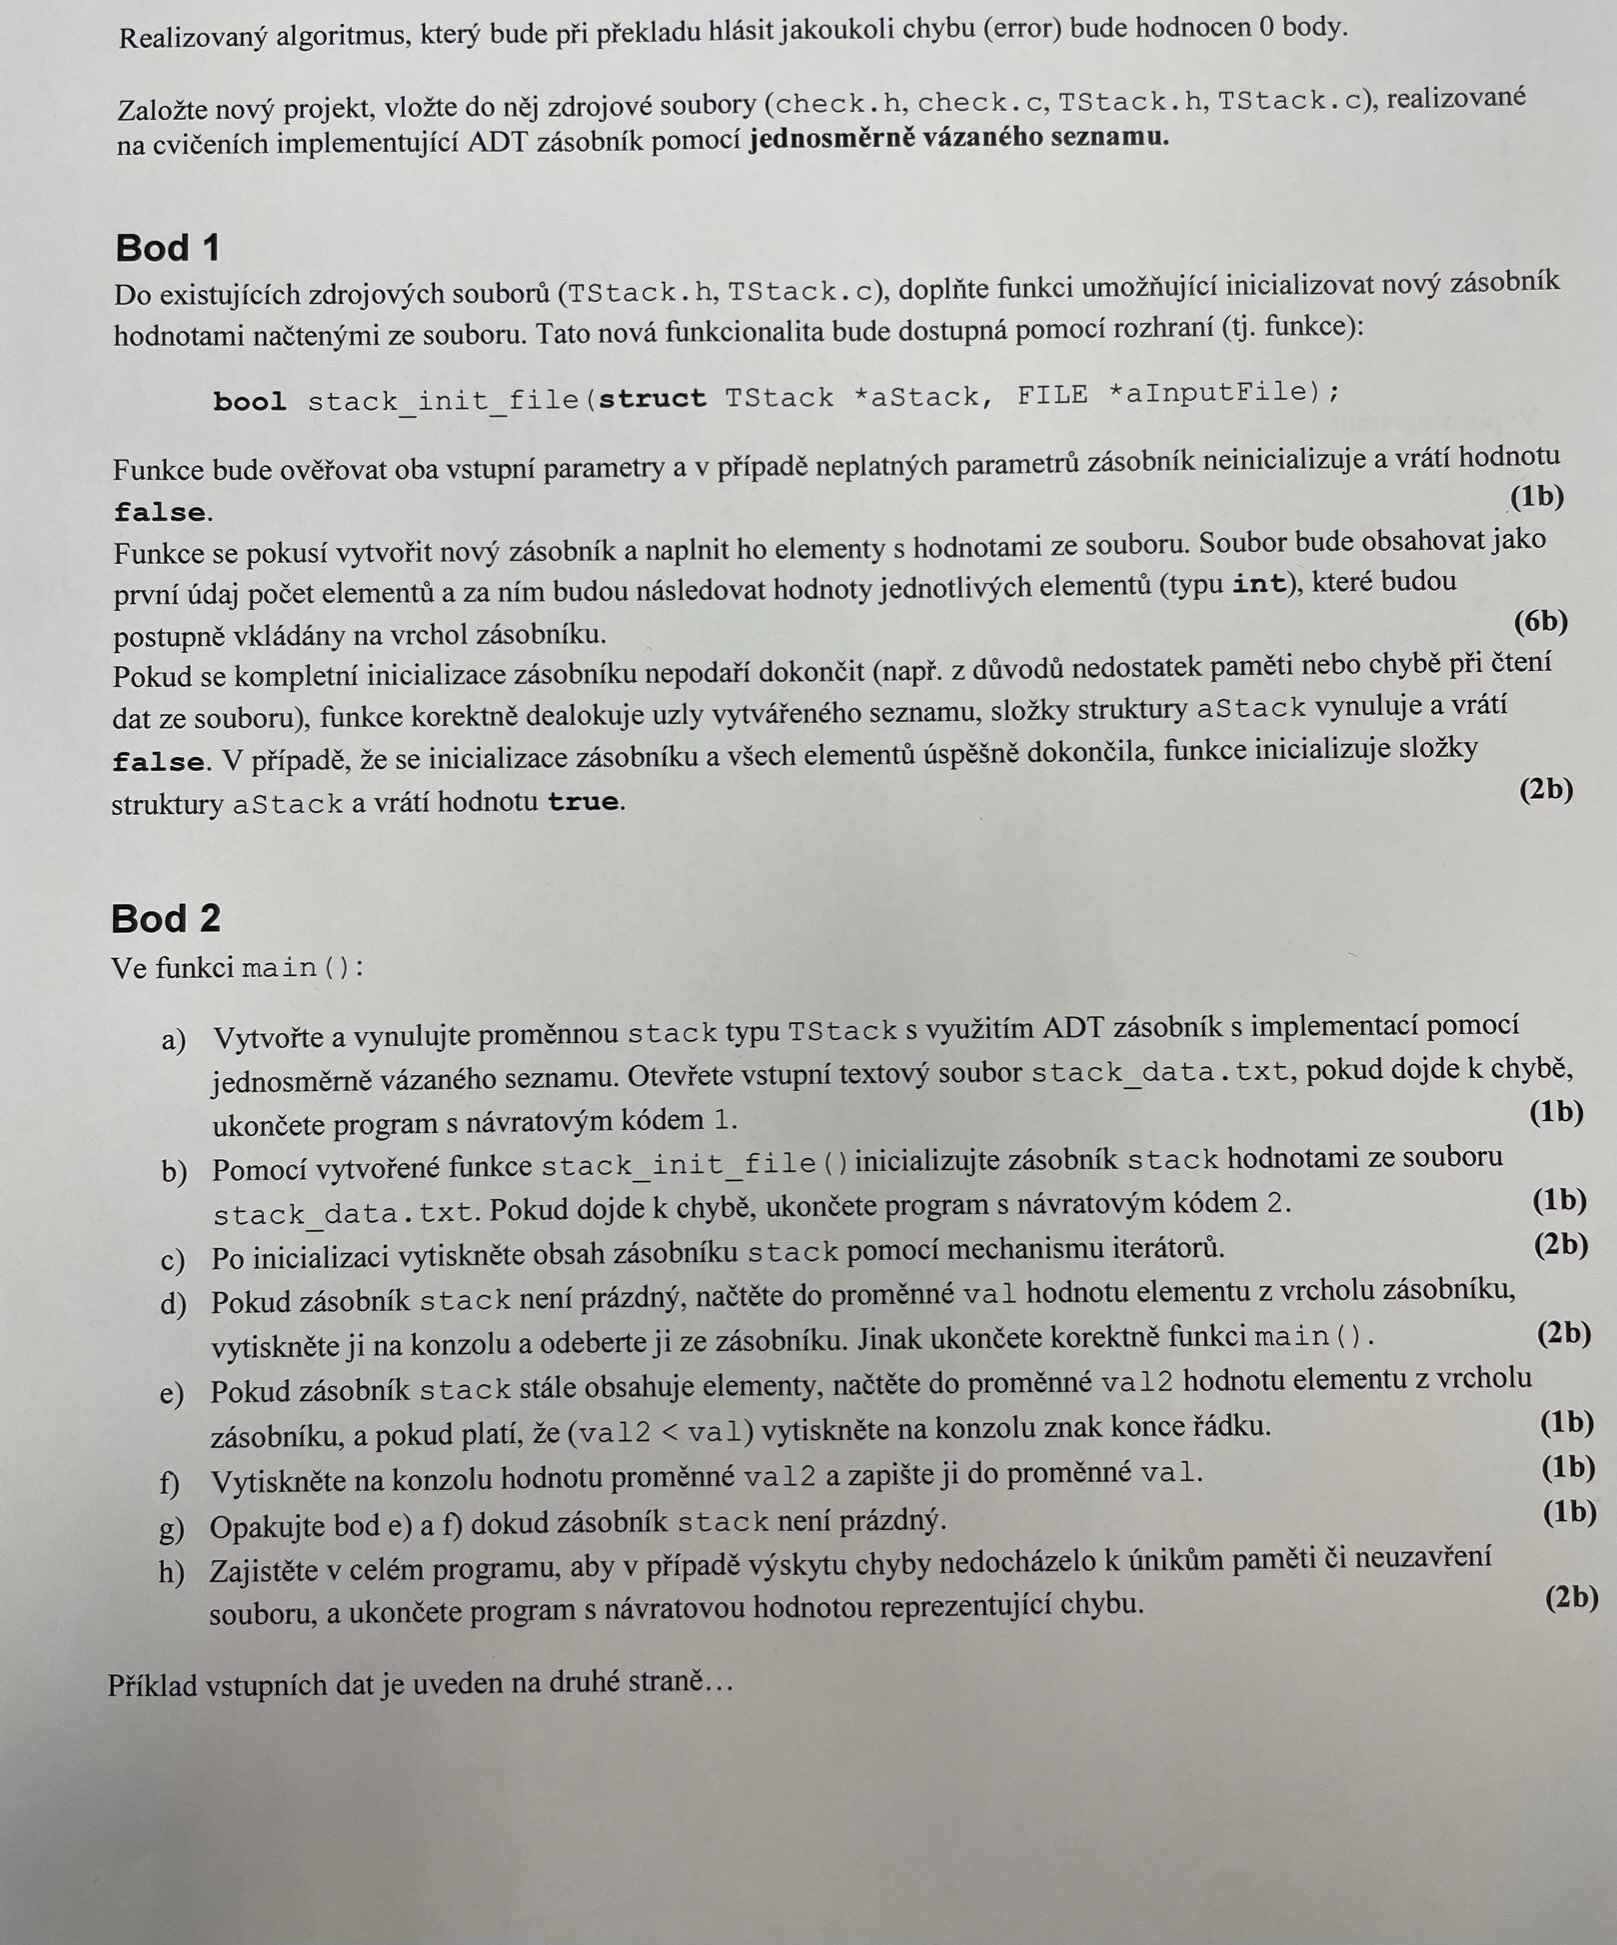 Realizovaný algoritmus, který bude při překladu hlásit jakoukoli chybu (error) bude hodnocen 0 body.
Založte nový projekt, vložte do něj zdrojové soubory (check.h, check.c, TStack.h, TStack.c), realizované
na cvičeních implementující ADT zásobník pomocí jednosměrně vázaného seznamu.
Bod 1
Do existujících zdrojových souborů (TStack.h, TStack.c), doplňte funkci umožňující inicializovat nový zásobník
hodnotami načtenými ze souboru. Tato nová funkcionalita bude dostupná pomocí rozhraní (tj. funkce):
bool stack_init_file(struct TStack *aStack, FILE *aInputFile);
Funkce bude ověřovat oba vstupní parametry a v případě neplatných parametrů zásobník neinicializuje a vrátí hodnotu
false. (1b)
Funkce se pokusí vytvořit nový zásobník a naplnit ho elementy s hodnotami ze souboru. Soubor bude obsahovat jako
první údaj počet elementů a za ním budou následovat hodnoty jednotlivých elementů (typu int), které budou
postupně vkládány na vrchol zásobníku. (6b)
Pokud se kompletní inicializace zásobníku nepodaří dokončit (např. z důvodů nedostatek paměti nebo chybě při čtení
dat ze souboru), funkce korektně dealokuje uzly vytvářeného seznamu, složky struktury aStack vynuluje a vrátí
false. V případě, že se inicializace zásobníku a všech elementů úspěšně dokončila, funkce inicializuje složky
struktury aStack a vrátí hodnotu true. (2b)
Bod 2
Ve funkci main():
a) Vytvořte a vynulujte proměnnou stack typu TStack s využitím ADT zásobník s implementací pomocí
jednosměrně vázaného seznamu. Otevřete vstupní textový soubor stack_data.txt, pokud dojde k chybě,
ukončete program s návratovým kódem 1. (1b)
b) Pomocí vytvořené funkce stack_init_file() inicializujte zásobník stack hodnotami ze souboru
stack_data.txt. Pokud dojde k chybě, ukončete program s návratovým kódem 2. (1b)
c) Po inicializaci vytiskněte obsah zásobníku stack pomocí mechanismu iterátorů. (2b)
d) Pokud zásobník stack není prázdný, načtěte do proměnné val hodnotu elementu z vrcholu zásobníku,
vytiskněte ji na konzolu a odeberte ji ze zásobníku. Jinak ukončete korektně funkci main(). (2b)
e) Pokud zásobník stack stále obsahuje elementy, načtěte do proměnné val2 hodnotu elementu z vrcholu
zásobníku, a pokud platí, že (val2 < val) vytiskněte na konzolu znak konce řádku. (1b)
f) Vytiskněte na konzolu hodnotu proměnné val2 a zapište ji do proměnné val. (1b)
g) Opakujte bod e) a f) dokud zásobník stack není prázdný. (1b)
h) Zajistěte v celém programu, aby v případě výskytu chyby nedocházelo k únikům paměti či neuzavření
souboru, a ukončete program s návratovou hodnotou reprezentující chybu. (2b)
Příklad vstupních dat je uveden na druhé straně…